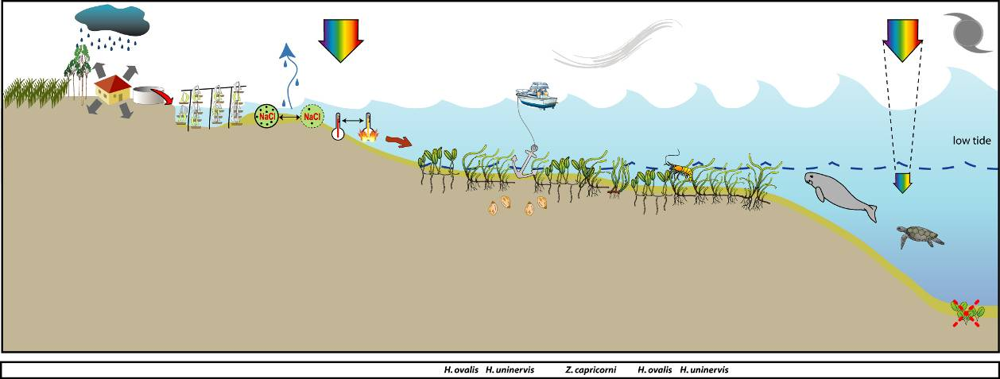 NaCl
NaCl
low tide
H. ovalis H. uninervis Z. capricorni H. ovalis H. uninervis